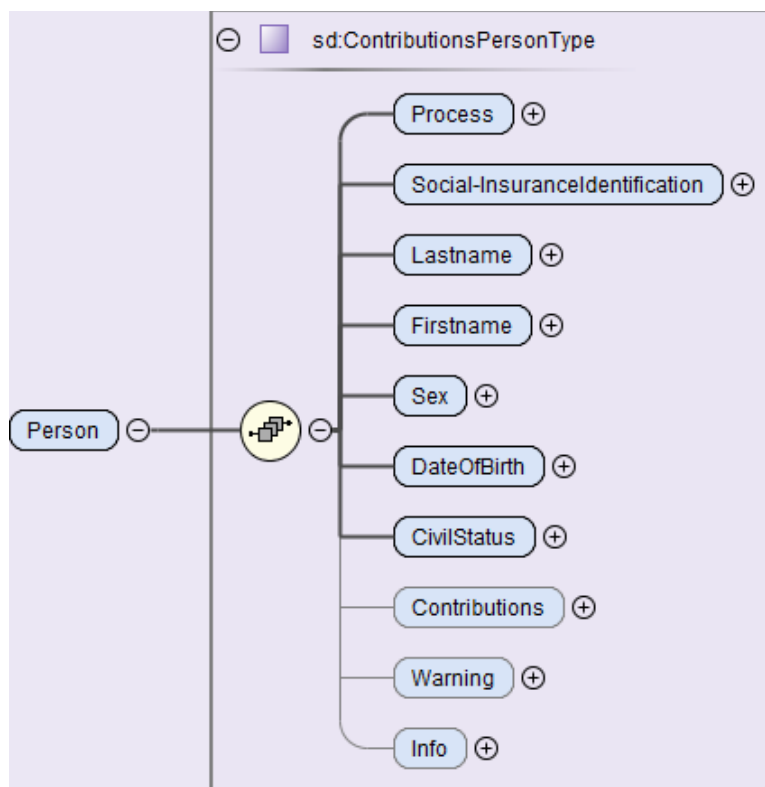 sd:ContributionsPersonType
Process
Social-InsuranceIdentification
Lastname
Firstname
Sex
Person
DateOfBirth
CivilStatus
Contributions
Warning
Info